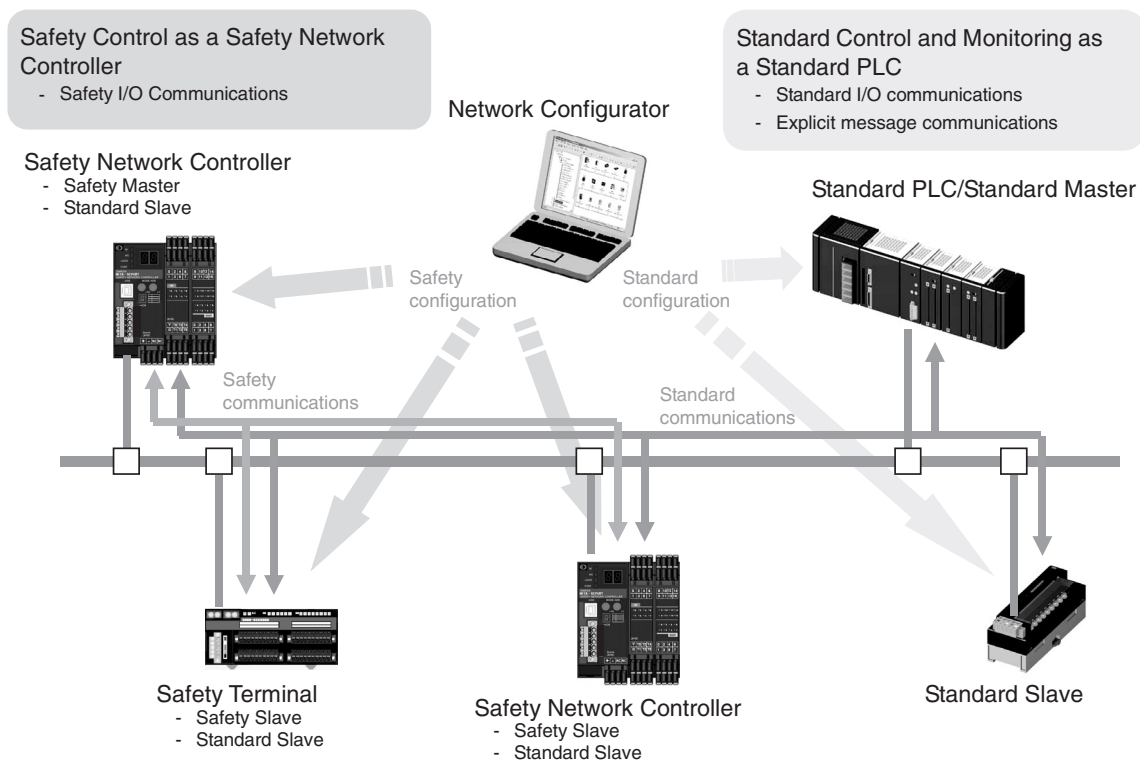 Safety Control as a Safety Network
Controller
- Safety I/O Communications
Standard Control and Monitoring as
a Standard PLC
- Standard I/O communications
- Explicit message communications
Network Configurator
Safety Network Controller
- Safety Master
- Standard Slave
Standard PLC/Standard Master
Safety
configuration
Standard
configuration
Safety
communications
Standard
communications
Safety Terminal
- Safety Slave
- Standard Slave
Safety Network Controller
- Safety Slave
- Standard Slave
Standard Slave